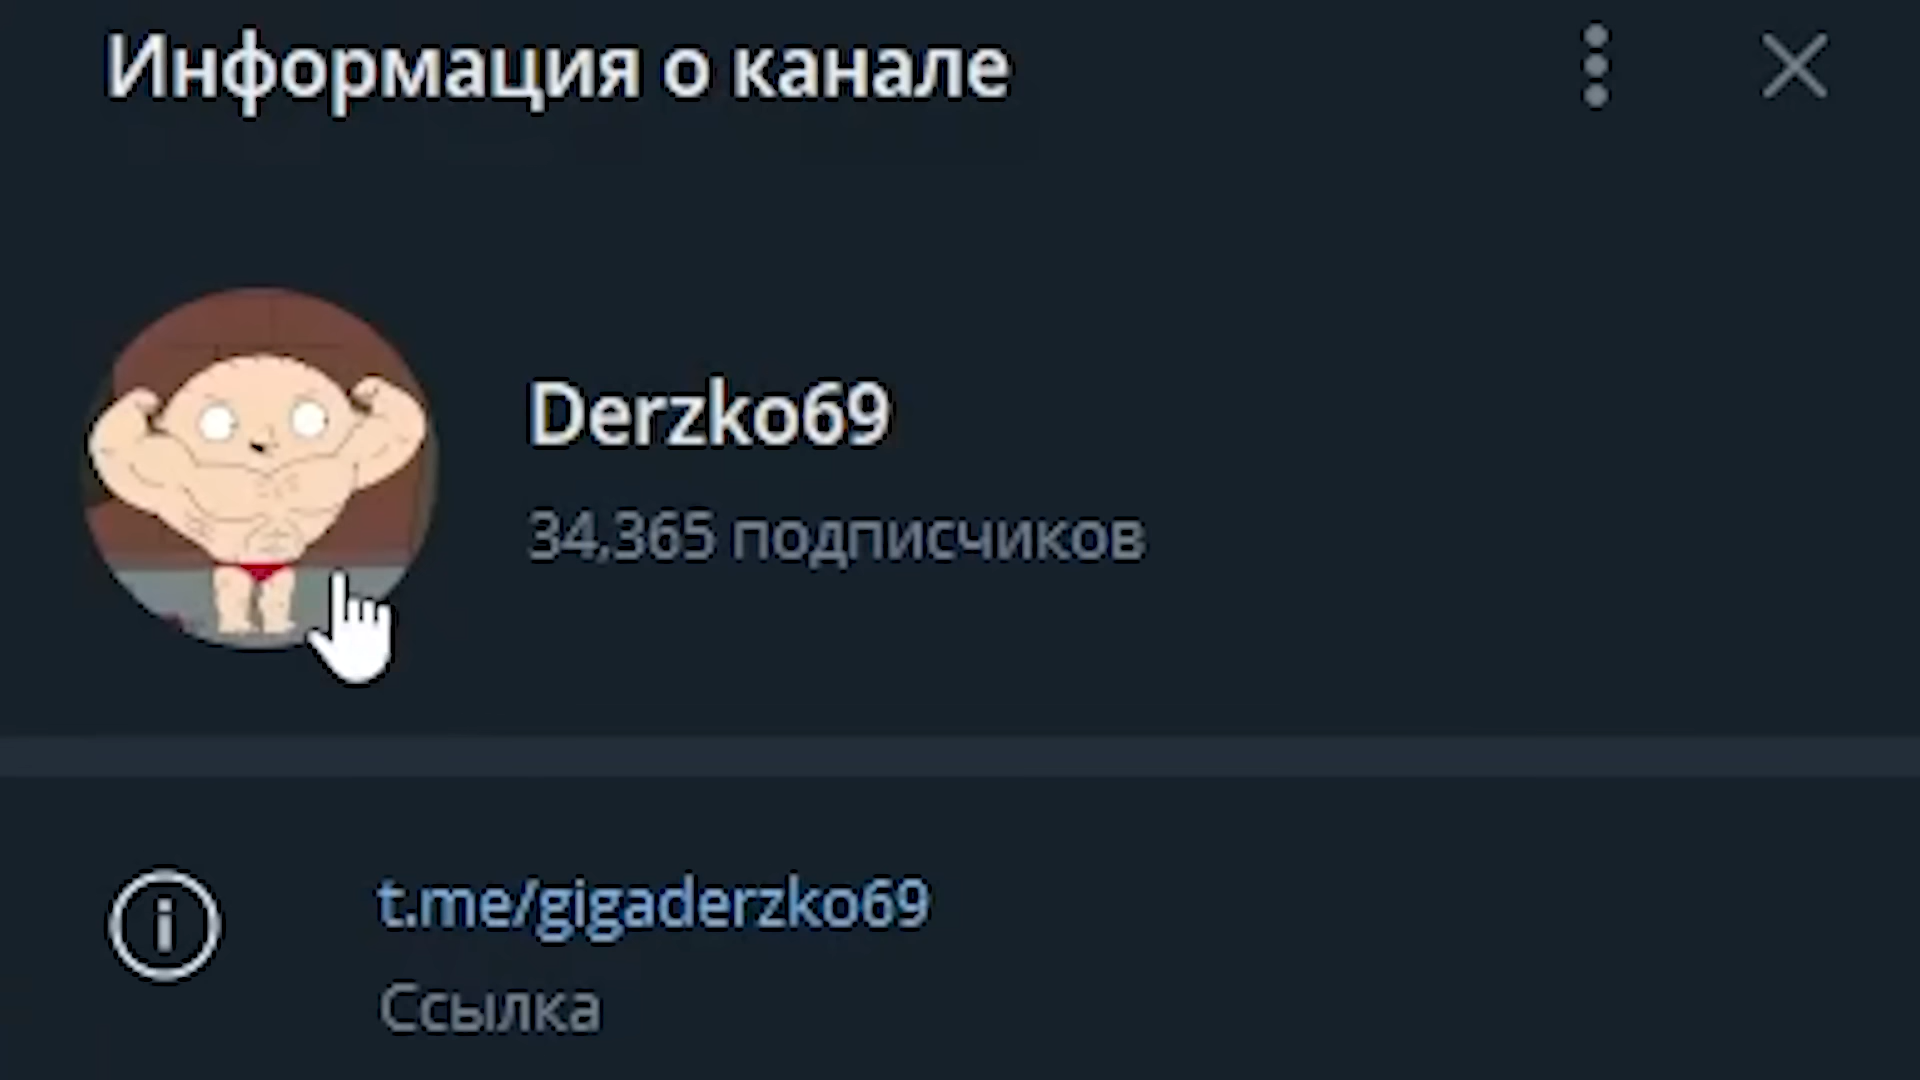 Информация о канале
Derzko69
34,365 подписчиков
t.me/gigaderzko69
Ссылка